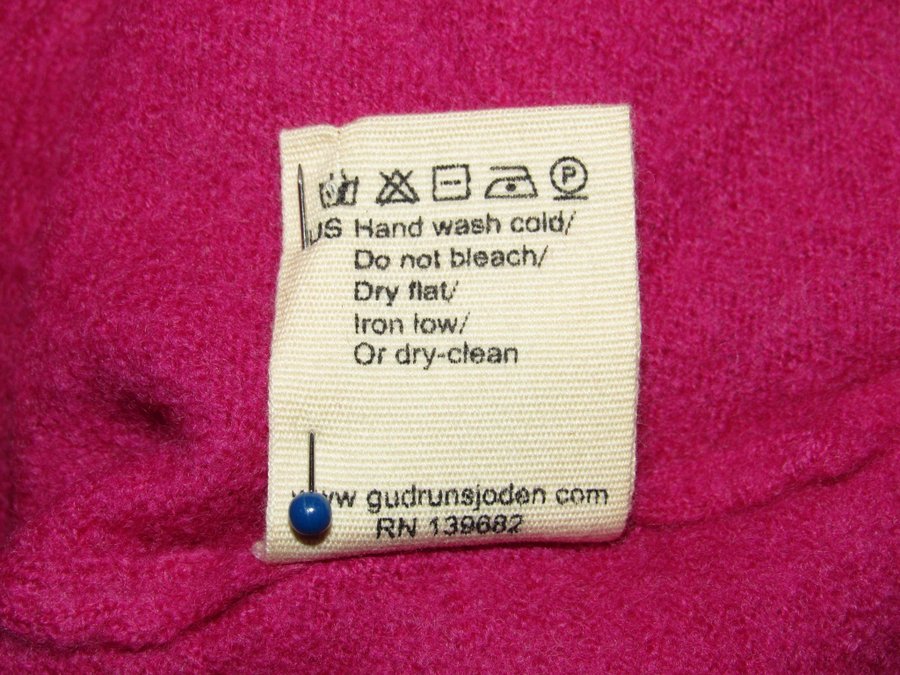 P
US Hand wash cold/
Do not bleach/
Dry flat/
Iron low/
Or dry-clean
www gudrunsjoden com
RN 139682